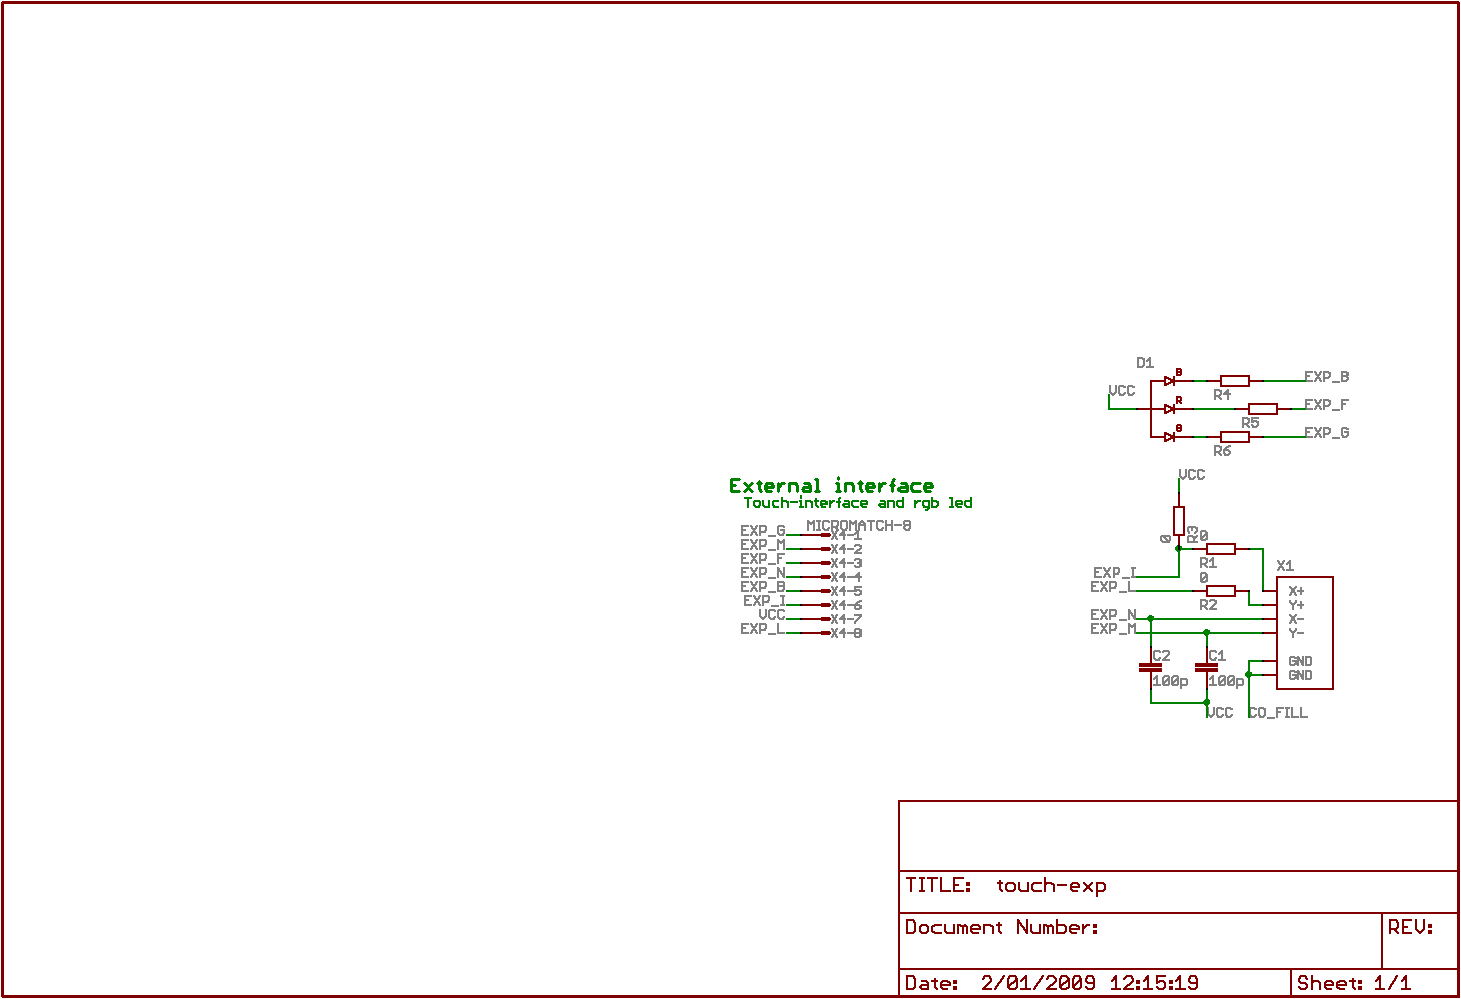 D1
B
EXP_B
R4
VCC
R
EXP_F
R5
EXP_G
R6
VCC
External interface
Touch-interface and rgb led
MICROMATCH-8
EXP_G X4-1
EXP_M X4-2
EXP_F X4-3
EXP_N X4-4
EXP_B X4-5
EXP_I X4-6
VCC X4-7
EXP_L X4-8
0
R3
0
R1
X1
EXP_I
0
EXP_L
R2
X+
Y+
EXP_N
X-
EXP_M
Y-
C2
C1
GND
GND
100p
100p
VCC
CO_FILL
TITLE: touch-exp
Document Number:
REV:
Date: 2/01/2009 12:15:19
Sheet: 1/1